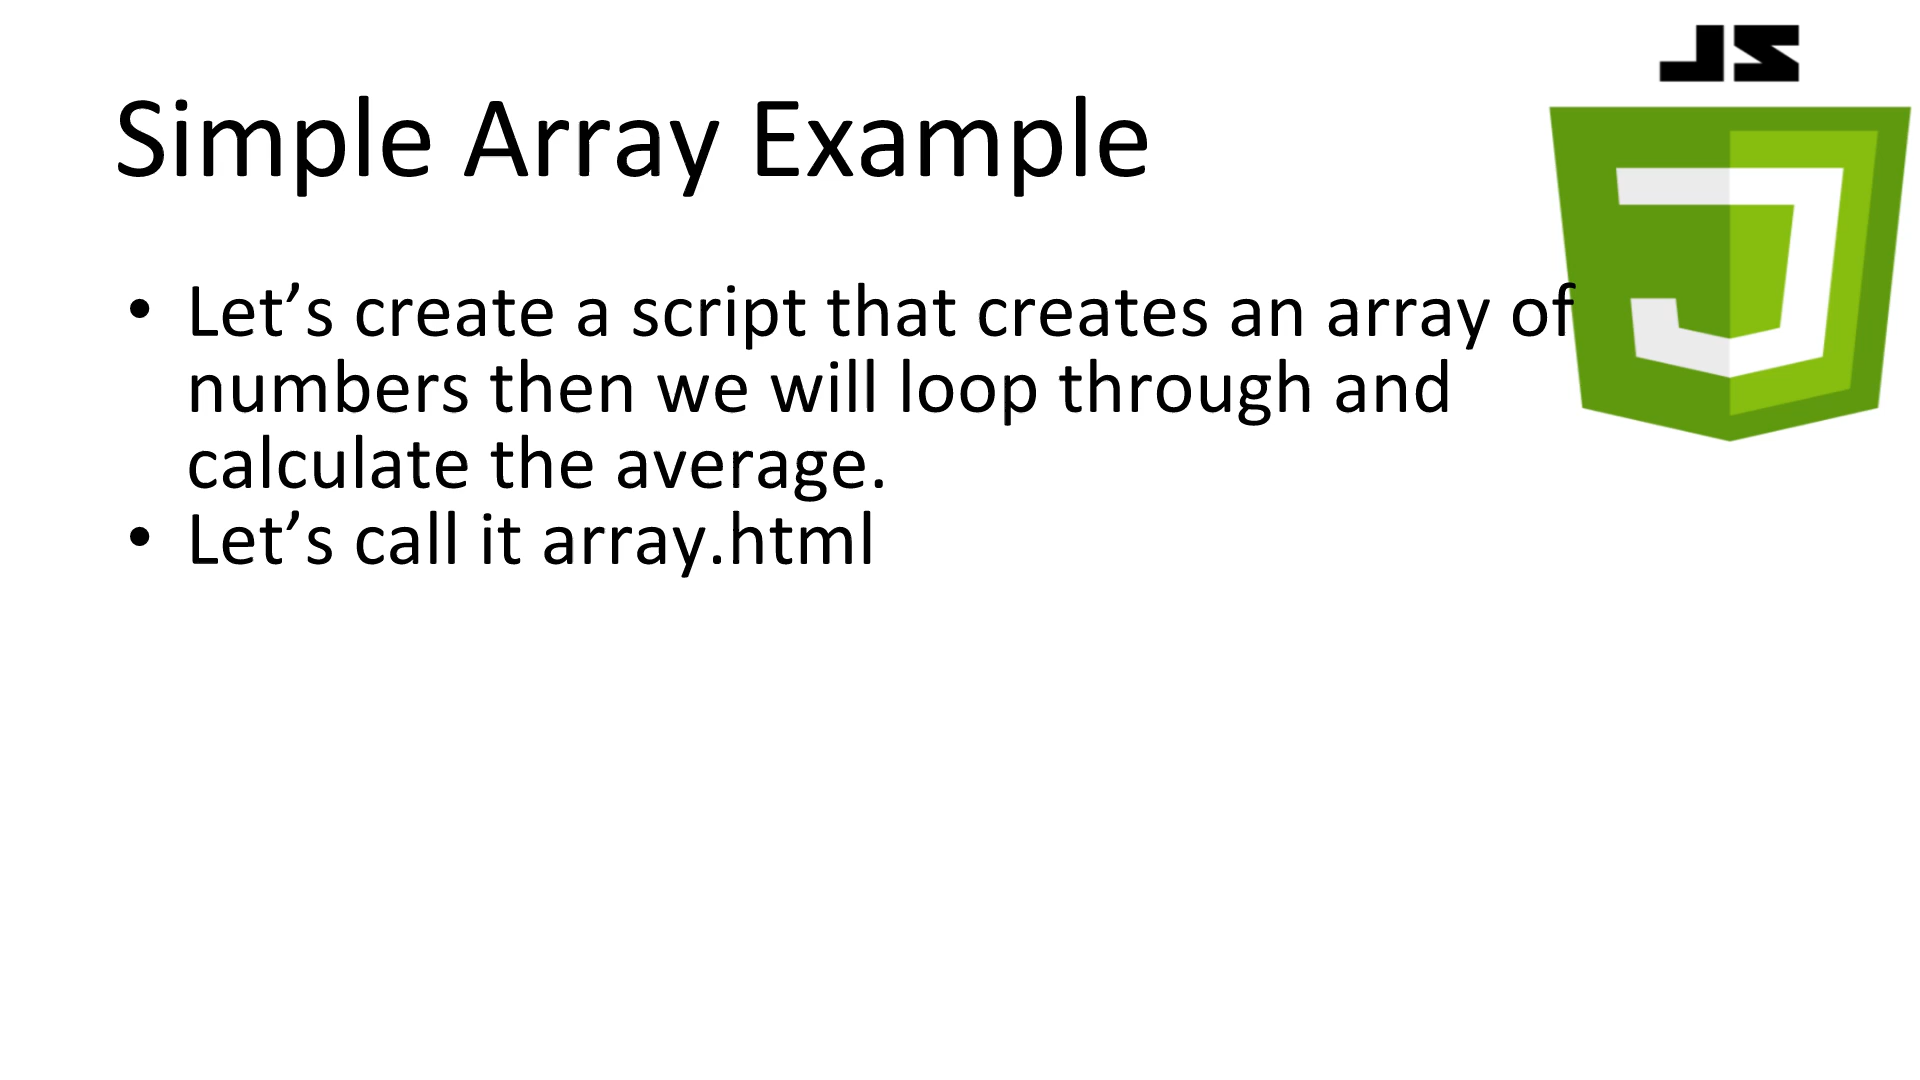 JS
Simple Array Example
• Let’s create a script that creates an array of
numbers then we will loop through and
calculate the average.
• Let’s call it array.html